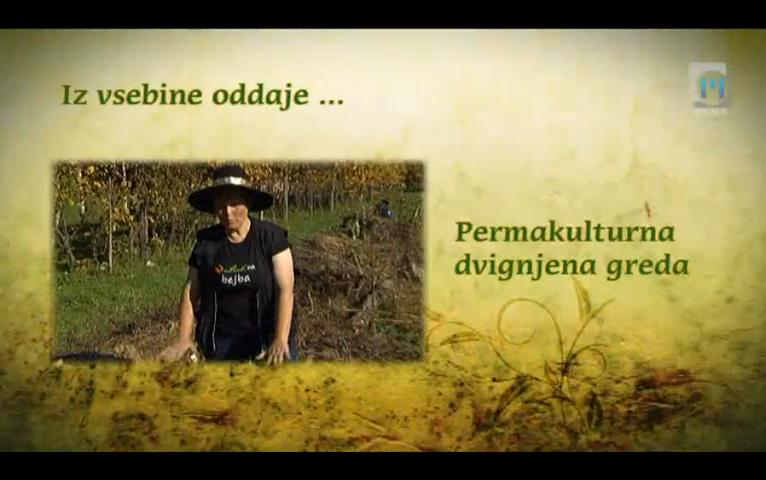 Iz vsebine oddaje ...
Permakulturna
dvignjena greda
bejba